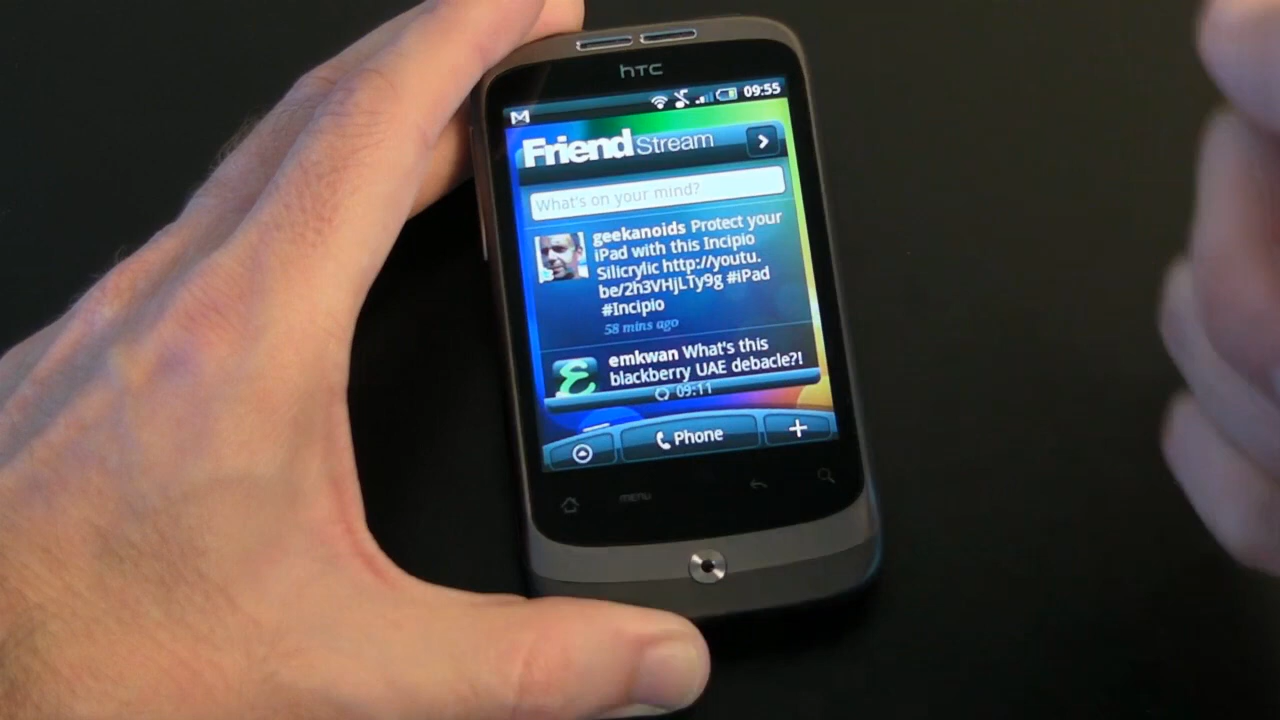 hTC
09:55
Friend Stream
What's on your mind?
geekanoids Protect your
iPad with this Incipio
Silicrylic http://youtu.
be/2h3VHjLTy9g #iPad
#Incipio
58 mins ago
emkwan What's this
blackberry UAE debacle?!
09:11
Phone
MENU